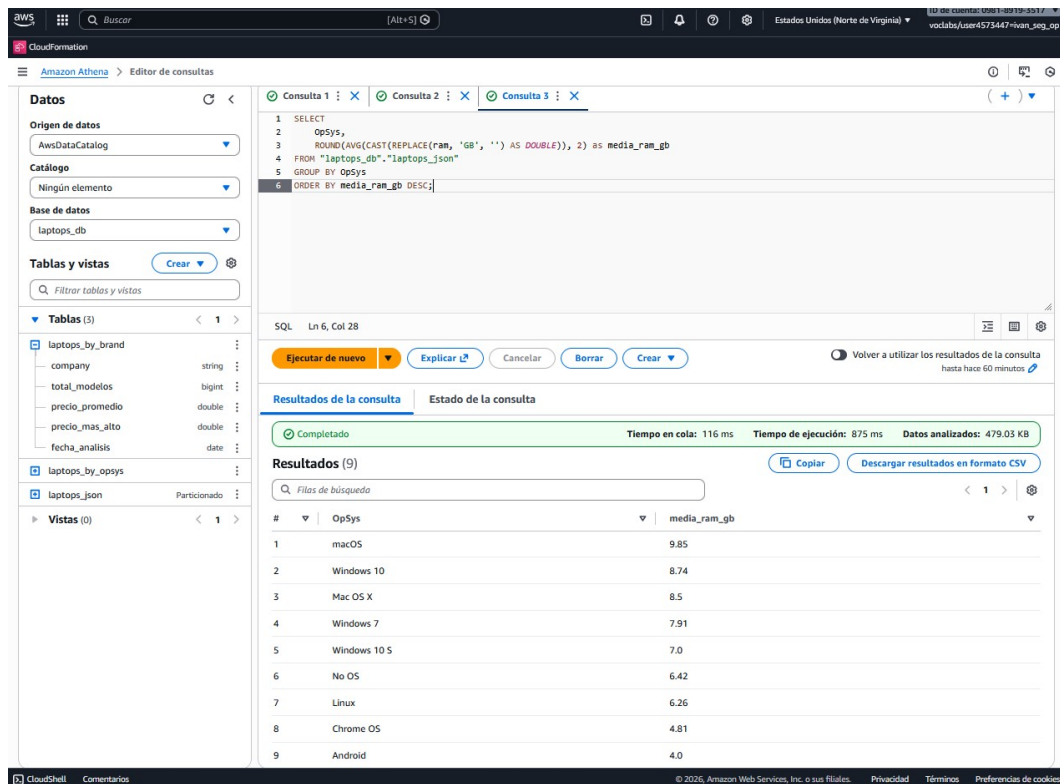 aws
Buscar
[Alt+S]
Estados Unidos (Norte de Virginia)
ID de cuenta: 0981-8919-3517
voclabs/user4573447=ivan_seg_op
CloudFormation
Amazon Athena > Editor de consultas
Datos
Origen de datos
AwsDataCatalog
Catálogo
Ningún elemento
Base de datos
laptops_db
Tablas y vistas
Crear
Filtrar tablas y vistas
Tablas (3)
< 1 >
laptops_by_brand
company string
total_modelos bigint
precio_promedio double
precio_mas_alto double
fecha_analisis date
laptops_by_opsys
laptops_json Particionado
Vistas (0)
< 1 >
Consulta 1
Consulta 2
Consulta 3
1 SELECT
2 OpSys,
3 ROUND(AVG(CAST(REPLACE(ram, 'GB', '') AS DOUBLE)), 2) as media_ram_gb
4 FROM "laptops_db"."laptops_json"
5 GROUP BY OpSys
6 ORDER BY media_ram_gb DESC;
SQL Ln 6, Col 28
Ejecutar de nuevo
Explicar
Cancelar
Borrar
Crear
Volver a utilizar los resultados de la consulta
hasta hace 60 minutos
Resultados de la consulta
Estado de la consulta
Completado
Tiempo en cola: 116 ms
Tiempo de ejecución: 875 ms
Datos analizados: 479.03 KB
Resultados (9)
Copiar
Descargar resultados en formato CSV
Filas de búsqueda
< 1 >
# OpSys media_ram_gb
1 macOS 9.85
2 Windows 10 8.74
3 Mac OS X 8.5
4 Windows 7 7.91
5 Windows 10 S 7.0
6 No OS 6.42
7 Linux 6.26
8 Chrome OS 4.81
9 Android 4.0
CloudShell Comentarios
© 2026, Amazon Web Services, Inc. o sus filiales. Privacidad Términos Preferencias de cookies